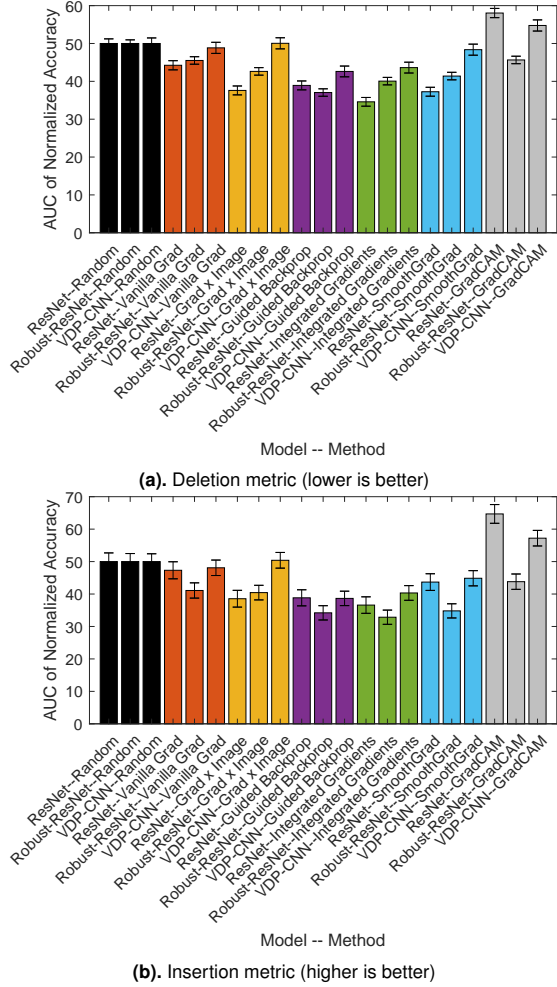 60
50
40
30
20
10
0
AUC of Normalized Accuracy
ResNet--Random
Robust-ResNet--Random
VDP-CNN--Random
ResNet--Vanilla Grad
Robust-ResNet--Vanilla Grad
VDP-CNN--Vanilla Grad
ResNet--Grad x Image
Robust-ResNet--Grad x Image
VDP-CNN--Grad x Image
ResNet--Guided Backprop
Robust-ResNet--Guided Backprop
VDP-CNN--Guided Backprop
ResNet--Integrated Gradients
Robust-ResNet--Integrated Gradients
VDP-CNN--Integrated Gradients
ResNet--SmoothGrad
Robust-ResNet--SmoothGrad
VDP-CNN--SmoothGrad
ResNet--GradCAM
Robust-ResNet--GradCAM
VDP-CNN--GradCAM
Model -- Method
(a). Deletion metric (lower is better)
70
60
50
40
30
20
10
0
AUC of Normalized Accuracy
ResNet--Random
Robust-ResNet--Random
VDP-CNN--Random
ResNet--Vanilla Grad
Robust-ResNet--Vanilla Grad
VDP-CNN--Vanilla Grad
ResNet--Grad x Image
Robust-ResNet--Grad x Image
VDP-CNN--Grad x Image
ResNet--Guided Backprop
Robust-ResNet--Guided Backprop
VDP-CNN--Guided Backprop
ResNet--Integrated Gradients
Robust-ResNet--Integrated Gradients
VDP-CNN--Integrated Gradients
ResNet--SmoothGrad
Robust-ResNet--SmoothGrad
VDP-CNN--SmoothGrad
ResNet--GradCAM
Robust-ResNet--GradCAM
VDP-CNN--GradCAM
Model -- Method
(b). Insertion metric (higher is better)